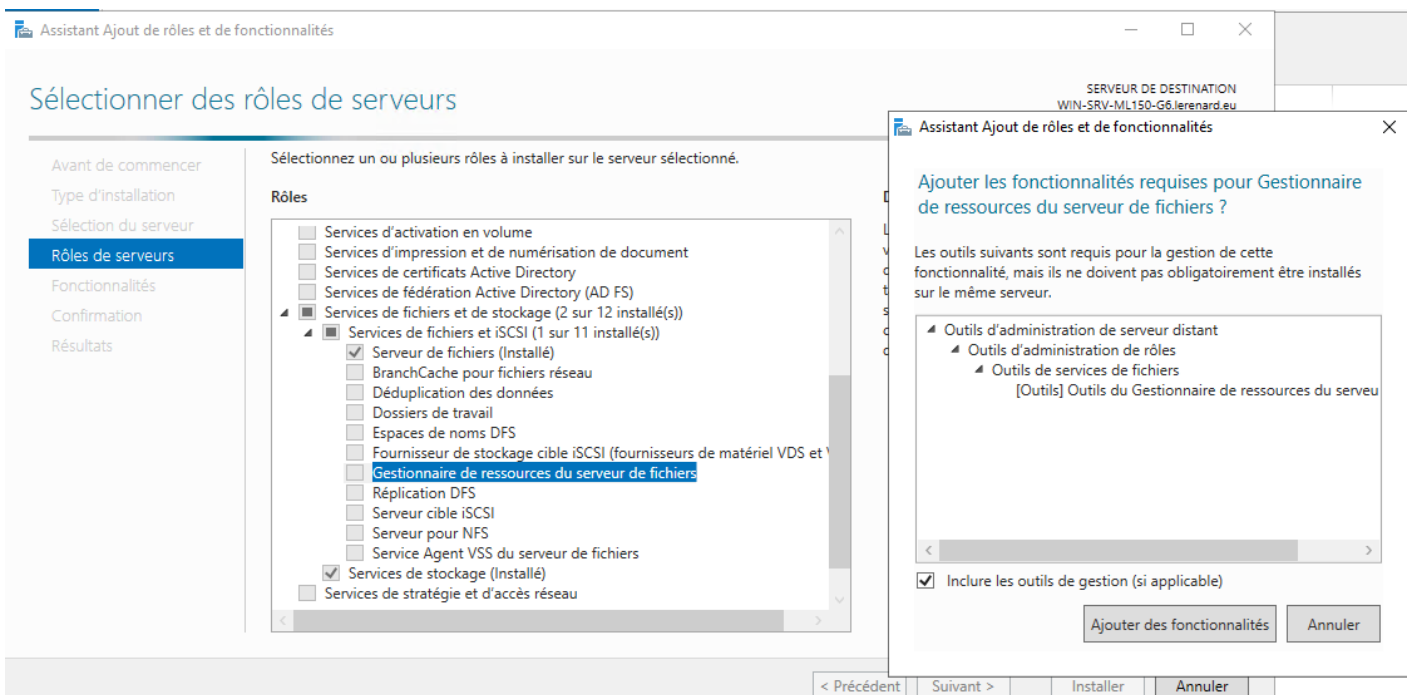 Assistant Ajout de rôles et de fonctionnalités
Sélectionner des rôles de serveurs
SERVEUR DE DESTINATION
WIN-SRV-ML150-G6.lerenard.eu
Avant de commencer
Type d'installation
Sélection du serveur
Rôles de serveurs
Fonctionnalités
Confirmation
Résultats
Sélectionnez un ou plusieurs rôles à installer sur le serveur sélectionné.
Rôles
Services d'activation en volume
Services d'impression et de numérisation de document
Services de certificats Active Directory
Services de fédération Active Directory (AD FS)
Services de fichiers et de stockage (2 sur 12 installé(s))
Services de fichiers et iSCSI (1 sur 11 installé(s))
Serveur de fichiers (Installé)
BranchCache pour fichiers réseau
Déduplication des données
Dossiers de travail
Espaces de noms DFS
Fournisseur de stockage cible iSCSI (fournisseurs de matériel VDS et
Gestionnaire de ressources du serveur de fichiers
Réplication DFS
Serveur cible iSCSI
Serveur pour NFS
Service Agent VSS du serveur de fichiers
Services de stockage (Installé)
Services de stratégie et d'accès réseau
< Précédent
Suivant >
Installer
Annuler
Assistant Ajout de rôles et de fonctionnalités
Ajouter les fonctionnalités requises pour Gestionnaire
de ressources du serveur de fichiers ?
Les outils suivants sont requis pour la gestion de cette
fonctionnalité, mais ils ne doivent pas obligatoirement être installés
sur le même serveur.
Outils d'administration de serveur distant
Outils d'administration de rôles
Outils de services de fichiers
[Outils] Outils du Gestionnaire de ressources du serveu
Inclure les outils de gestion (si applicable)
Ajouter des fonctionnalités
Annuler